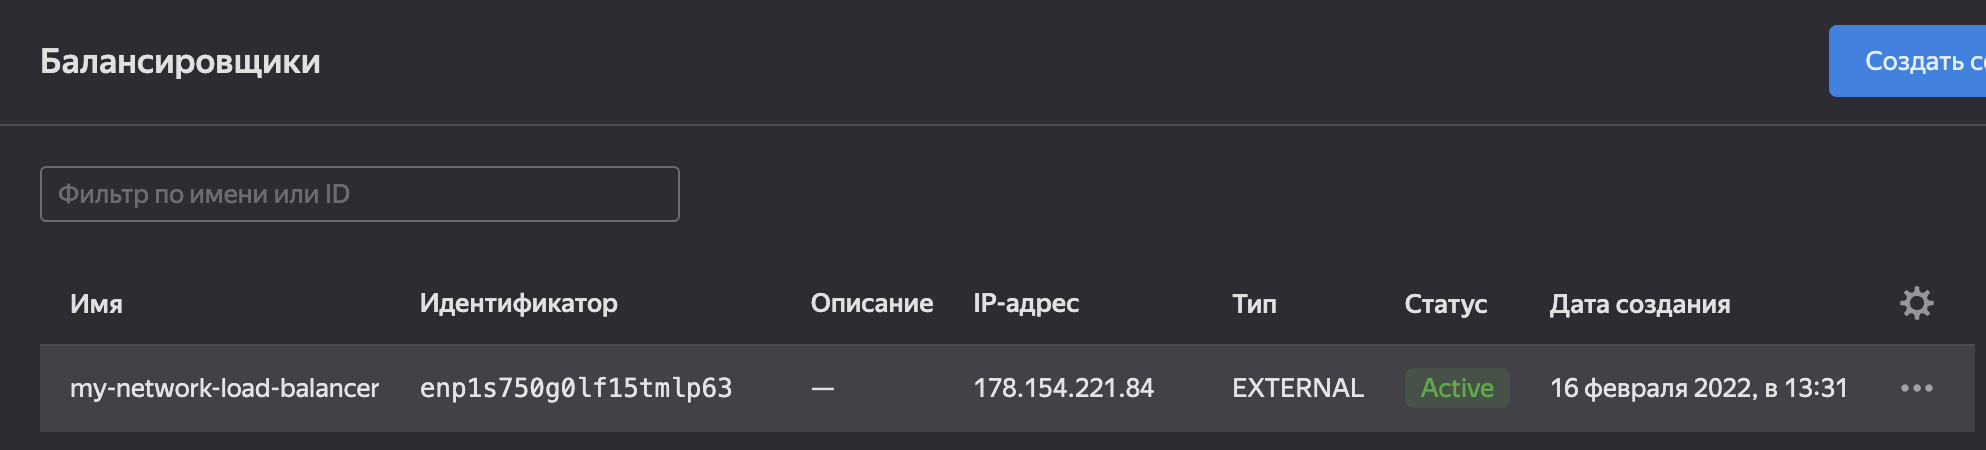 Балансировщики
Создать
Фильтр по имени или ID
Имя Идентификатор Описание IP-адрес Тип Статус Дата создания
my-network-load-balancer enp1s750g0lf15tmlp63 — 178.154.221.84 EXTERNAL Active 16 февраля 2022, в 13:31